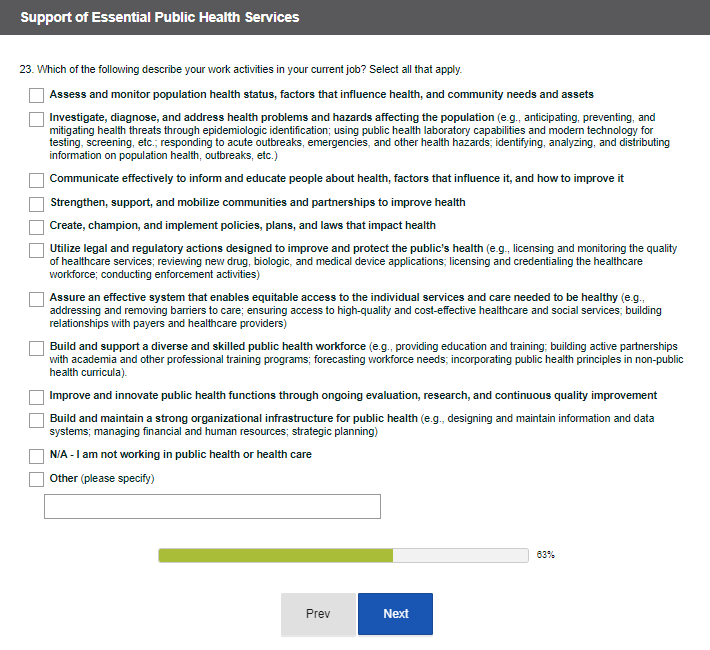 Support of Essential Public Health Services
23. Which of the following describe your work activities in your current job? Select all that apply.
Assess and monitor population health status, factors that influence health, and community needs and assets
Investigate, diagnose, and address health problems and hazards affecting the population (e.g., anticipating, preventing, and
mitigating health threats through epidemiologic identification; using public health laboratory capabilities and modern technology for
testing, screening, etc.; responding to acute outbreaks, emergencies, and other health hazards; identifying, analyzing, and distributing
information on population health, outbreaks, etc.)
Communicate effectively to inform and educate people about health, factors that influence it, and how to improve it
Strengthen, support, and mobilize communities and partnerships to improve health
Create, champion, and implement policies, plans, and laws that impact health
Utilize legal and regulatory actions designed to improve and protect the public's health (e.g., licensing and monitoring the quality
of healthcare services; reviewing new drug, biologic, and medical device applications; licensing and credentialing the healthcare
workforce; conducting enforcement activities)
Assure an effective system that enables equitable access to the individual services and care needed to be healthy (e.g.,
addressing and removing barriers to care; ensuring access to high-quality and cost-effective healthcare and social services; building
relationships with payers and healthcare providers)
Build and support a diverse and skilled public health workforce (e.g., providing education and training; building active partnerships
with academia and other professional training programs; forecasting workforce needs; incorporating public health principles in non-public
health curricula).
Improve and innovate public health functions through ongoing evaluation, research, and continuous quality improvement
Build and maintain a strong organizational infrastructure for public health (e.g., designing and maintain information and data
systems; managing financial and human resources; strategic planning)
N/A - I am not working in public health or health care
Other (please specify)
63%
Prev Next